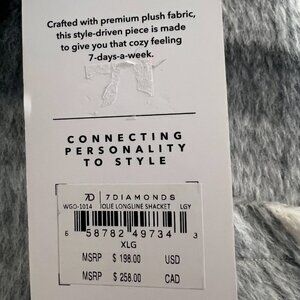 Crafted with premium plush fabric,
this style-driven piece is made
to give you that cozy feeling
7-days-a-week.
CONNECTING
PERSONALITY
TO STYLE
7D | 7DIAMONDS
WGO-1014 JOLIE LONGLINE SHACKET LGY
6 58782 49734 3
XLG
MSRP $ 198.00 USD
MSRP $ 258.00 CAD